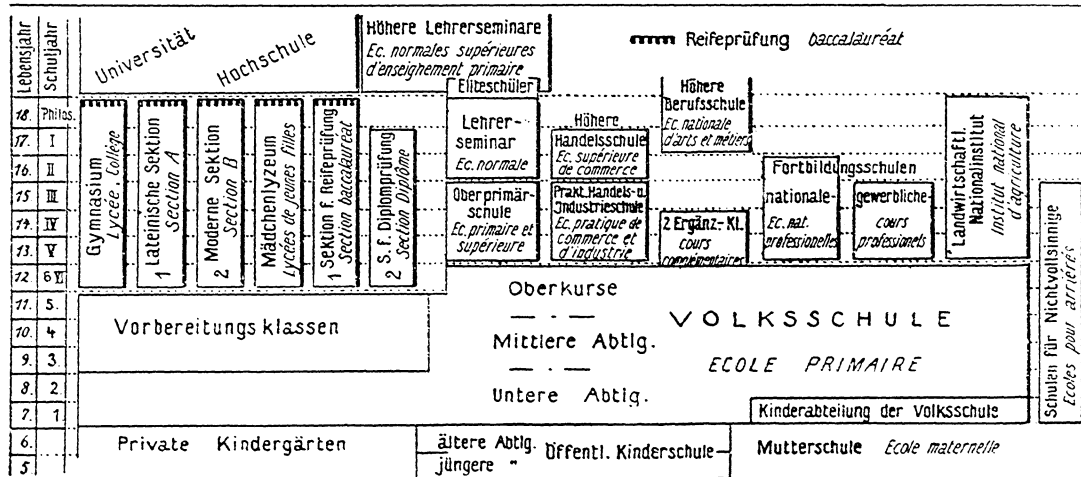 Lebensjahr
Schuljahr
18. Philos.
17. I
16. II
15 III
14. IV
13. V
12. 6 VI
11. 5.
10. 4
9. 3.
8. 2
7. 1
6.
5
Universität
Hochschule
Höhere Lehrerseminare
Ec. normales supérieures
d'enseighement primaire
Reifeprüfung baccalauréat
Gymnasium
Lycée, Collège
1 Lateinische Sektion
Section A
2 Moderne Sektion
Section B
Mädchenlyzeum
Lycées de jeunes filles
1 Sektion f. Reifeprüfung
Section baccalauréat
2 S. f. Diplomprüfung
Section Diplôme
Eliteschüler
Lehrer-
seminar
Ec. normale
Oberprimär-
schule
Ec. primaire et
supérieure
Höhere
Handelsschule
Ec. supérieure
de commerce
Prakt. Handels- u.
Industrieschule
Ec. pratique de
commerce et
d'industrie
Höhere
Berufsschule
Ec. nationale
d'arts et métiers
2 Ergänz.- Kl.
cours
complémentaires
Fortbildungsschulen
nationale-
Ec. nat.
professionelles
gewerbliche-
cours
professionels
Landwirtschaftl.
Nationalinstitut
Institut national
d'agriculture
Schulen für Nichtvollsinnige
Ecoles pour arriérés
Vorbereitungsklassen
Oberkurse
Mittlere Abtlg.
Untere Abtlg.
VOLKSSCHULE
ECOLE PRIMAIRE
Kinderabteilung der Volksschule
Private Kindergärten
ältere Abtlg.
jüngere "
Öffentl. Kinderschule
Mutterschule Ecole maternelle